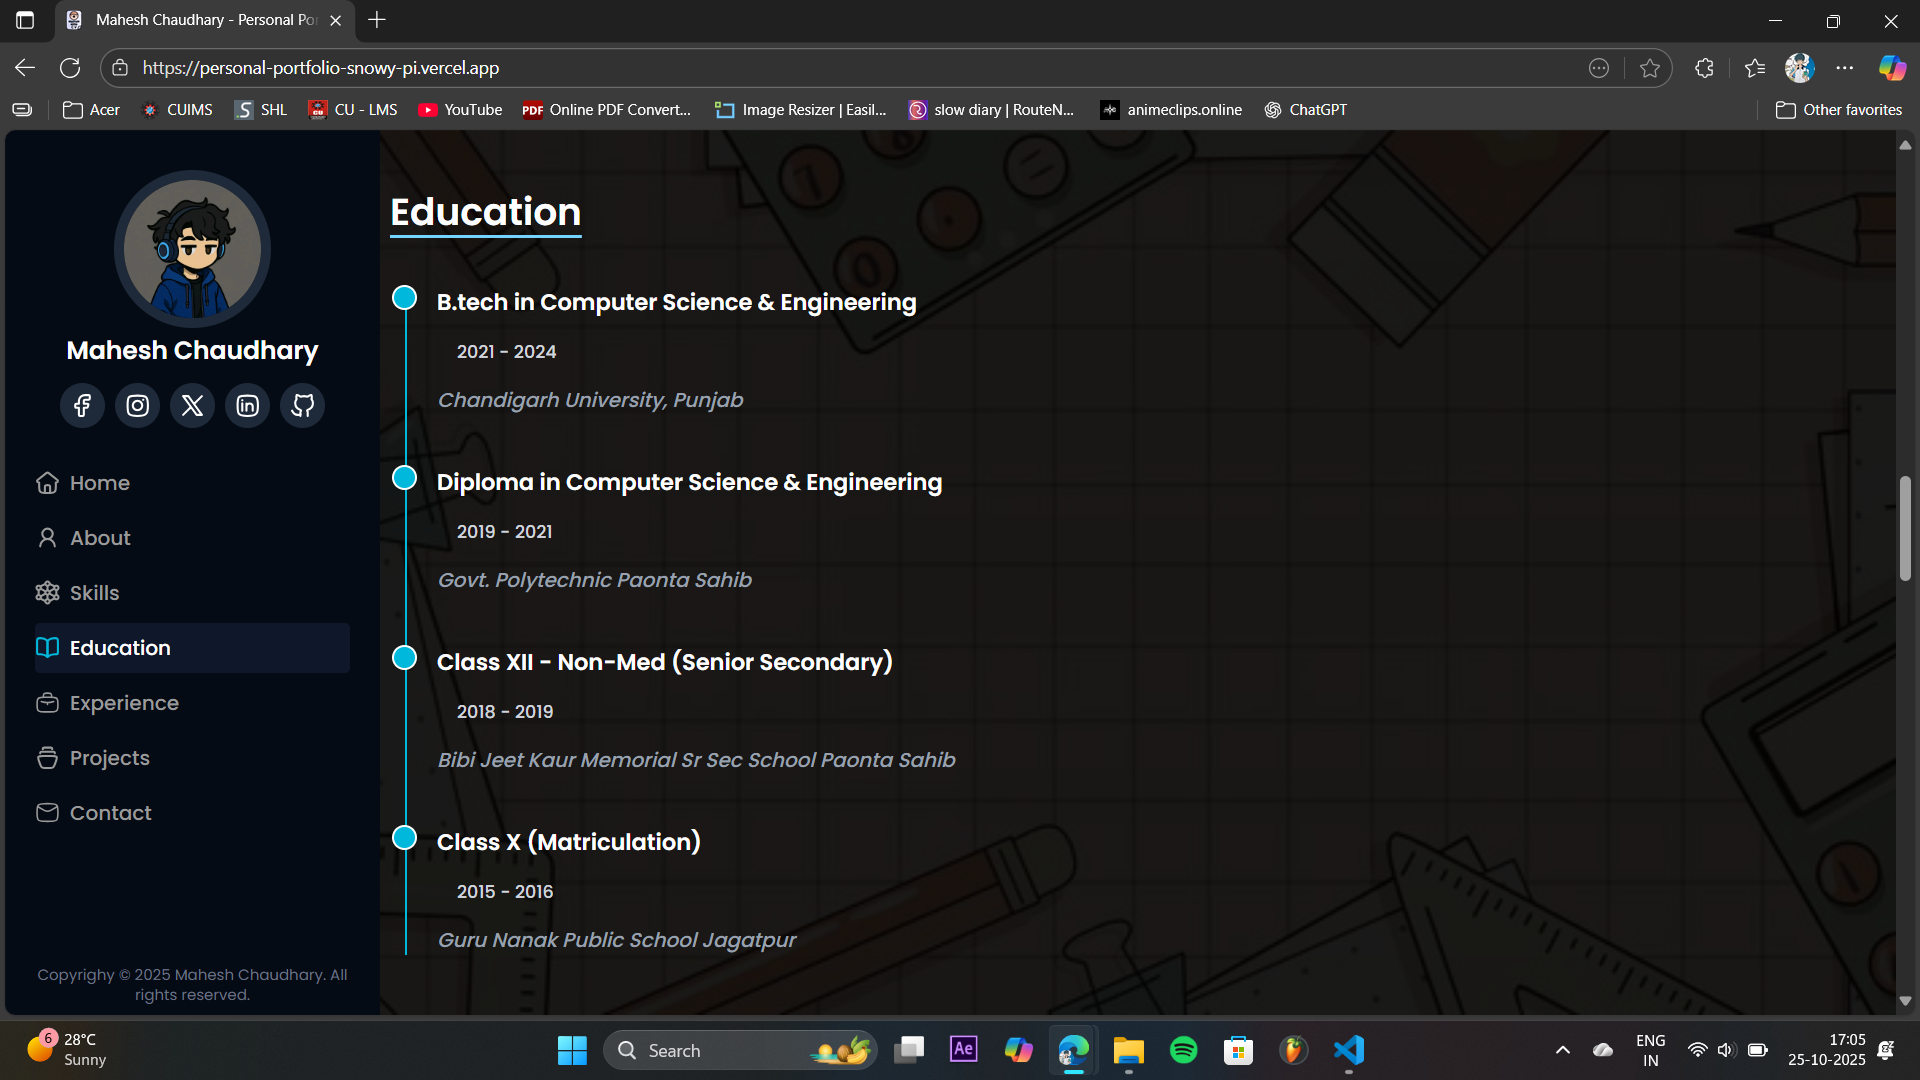 Mahesh Chaudhary - Personal Po
https://personal-portfolio-snowy-pi.vercel.app
Acer
CUIMS
SHL
CU - LMS
YouTube
PDF
Online PDF Convert...
Image Resizer | Easil...
slow diary | RouteN...
animeclips.online
ChatGPT
Other favorites
Mahesh Chaudhary
Home
About
Skills
Education
Experience
Projects
Contact
Copyrighy © 2025 Mahesh Chaudhary. All
rights reserved.
Education
B.tech in Computer Science & Engineering
2021 - 2024
Chandigarh University, Punjab
Diploma in Computer Science & Engineering
2019 - 2021
Govt. Polytechnic Paonta Sahib
Class XII - Non-Med (Senior Secondary)
2018 - 2019
Bibi Jeet Kaur Memorial Sr Sec School Paonta Sahib
Class X (Matriculation)
2015 - 2016
Guru Nanak Public School Jagatpur
6
28°C
Sunny
Search
Ae
ENG
IN
17:05
25-10-2025